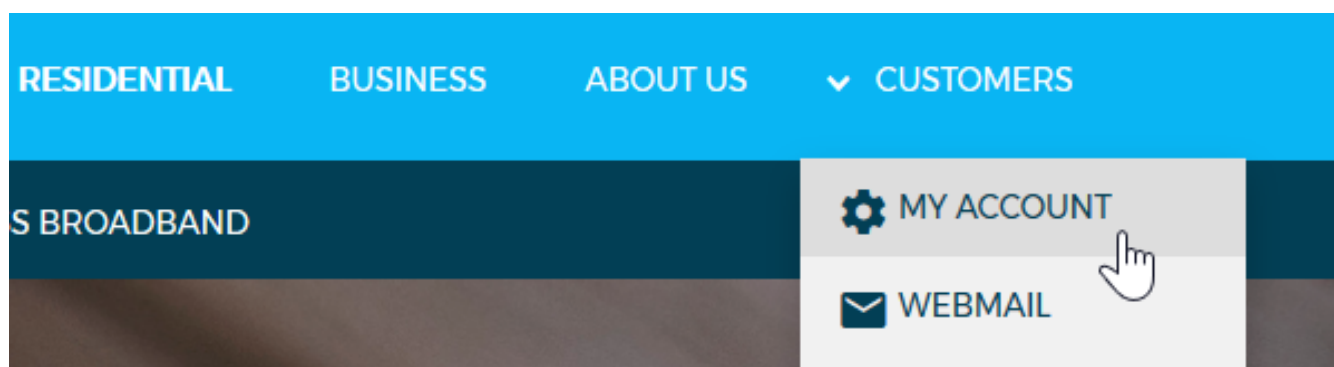 RESIDENTIAL BUSINESS ABOUT US CUSTOMERS
MY ACCOUNT
S BROADBAND
WEBMAIL